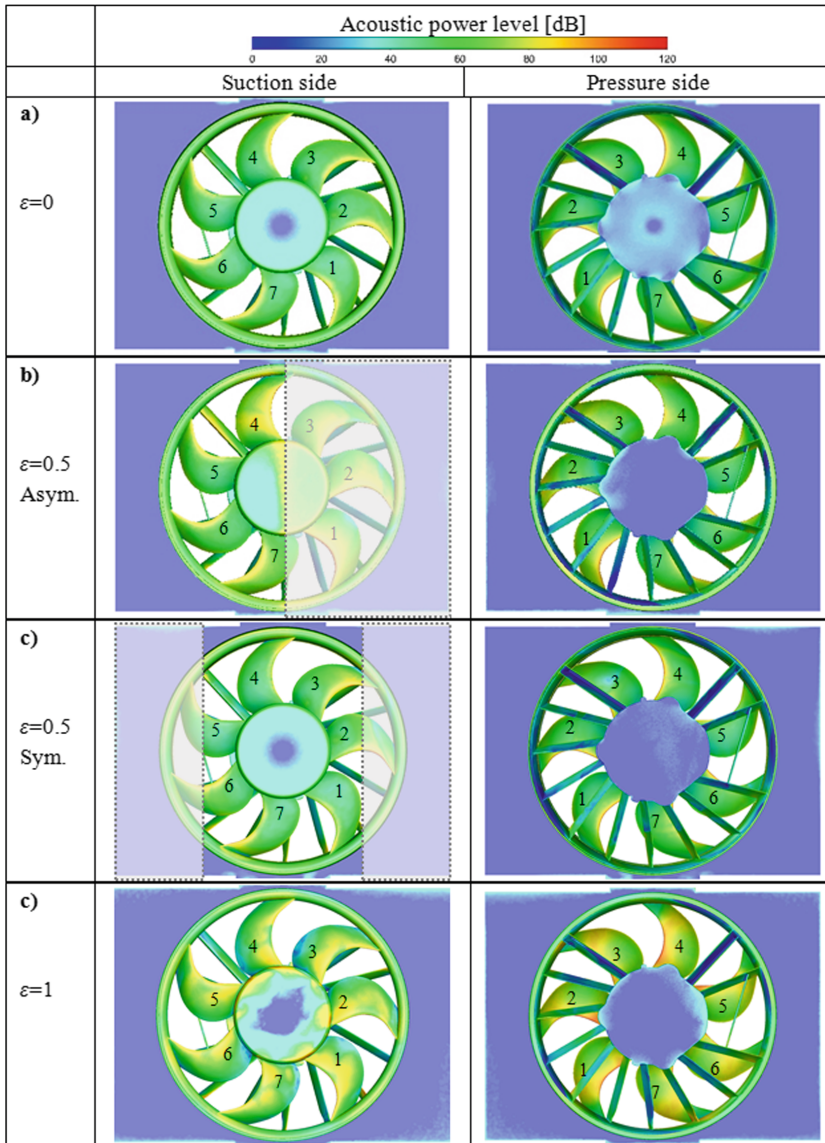 Acoustic power level [dB]
0 20 40 60 80 100 120
Suction side Pressure side
a)
ε=0
4 3 5 2 6 1 7
3 4 2 5 1 6 7
b)
ε=0.5
Asym.
4 3 5 2 6 1 7
3 4 2 5 1 6 7
c)
ε=0.5
Sym.
4 3 5 2 6 1 7
3 4 2 5 1 6 7
c)
ε=1
4 3 5 2 6 1 7
3 4 2 5 1 6 7